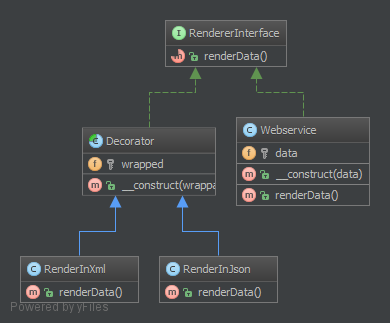 RendererInterface
renderData()
Decorator
wrapped
__construct(wrappa
Webservice
data
__construct(data)
renderData()
RenderInXml
renderData()
RenderInJson
renderData()
Powered by yFiles